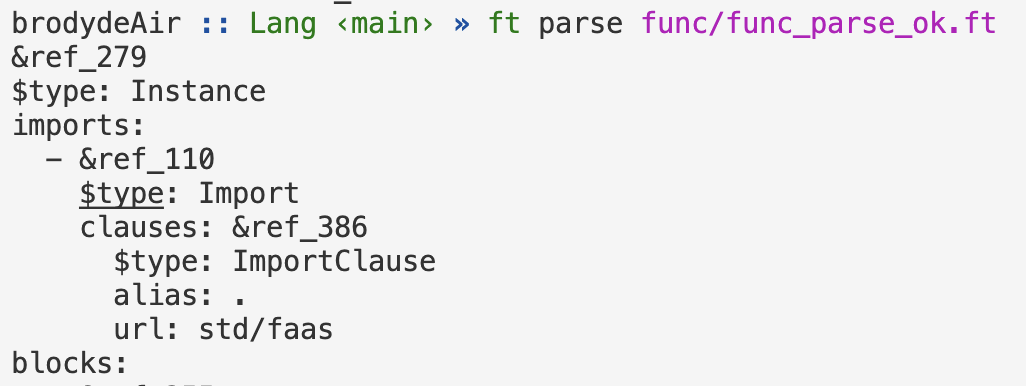 brodydeAir :: Lang ‹main› » ft parse func/func_parse_ok.ft
&ref_279
$type: Instance
imports:
  - &ref_110
    $type: Import
    clauses: &ref_386
      $type: ImportClause
      alias: .
      url: std/faas
blocks: